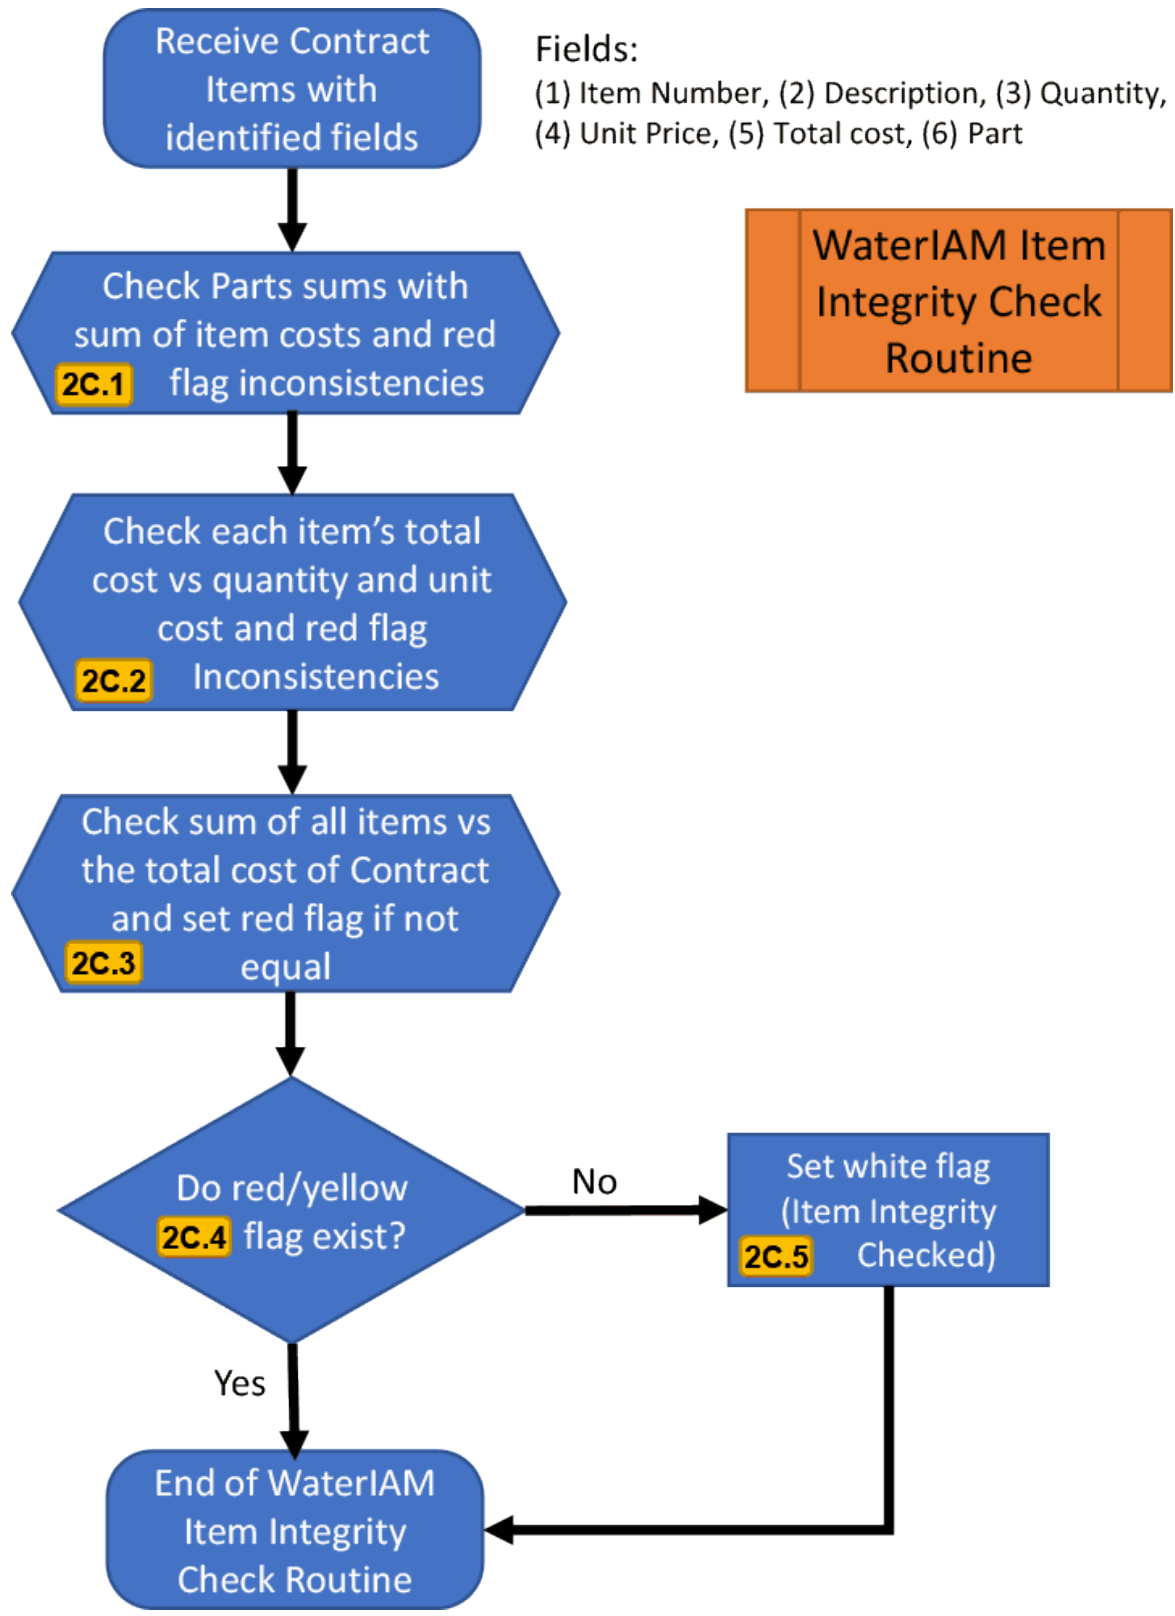 Receive Contract
Items with
identified fields
Fields:
(1) Item Number, (2) Description, (3) Quantity,
(4) Unit Price, (5) Total cost, (6) Part
WaterIAM Item
Integrity Check
Routine
Check Parts sums with
sum of item costs and red
2C.1 flag inconsistencies
Check each item’s total
cost vs quantity and unit
cost and red flag
2C.2 Inconsistencies
Check sum of all items vs
the total cost of Contract
and set red flag if not
2C.3 equal
Do red/yellow
2C.4 flag exist?
No
Set white flag
(Item Integrity
2C.5 Checked)
Yes
End of WaterIAM
Item Integrity
Check Routine